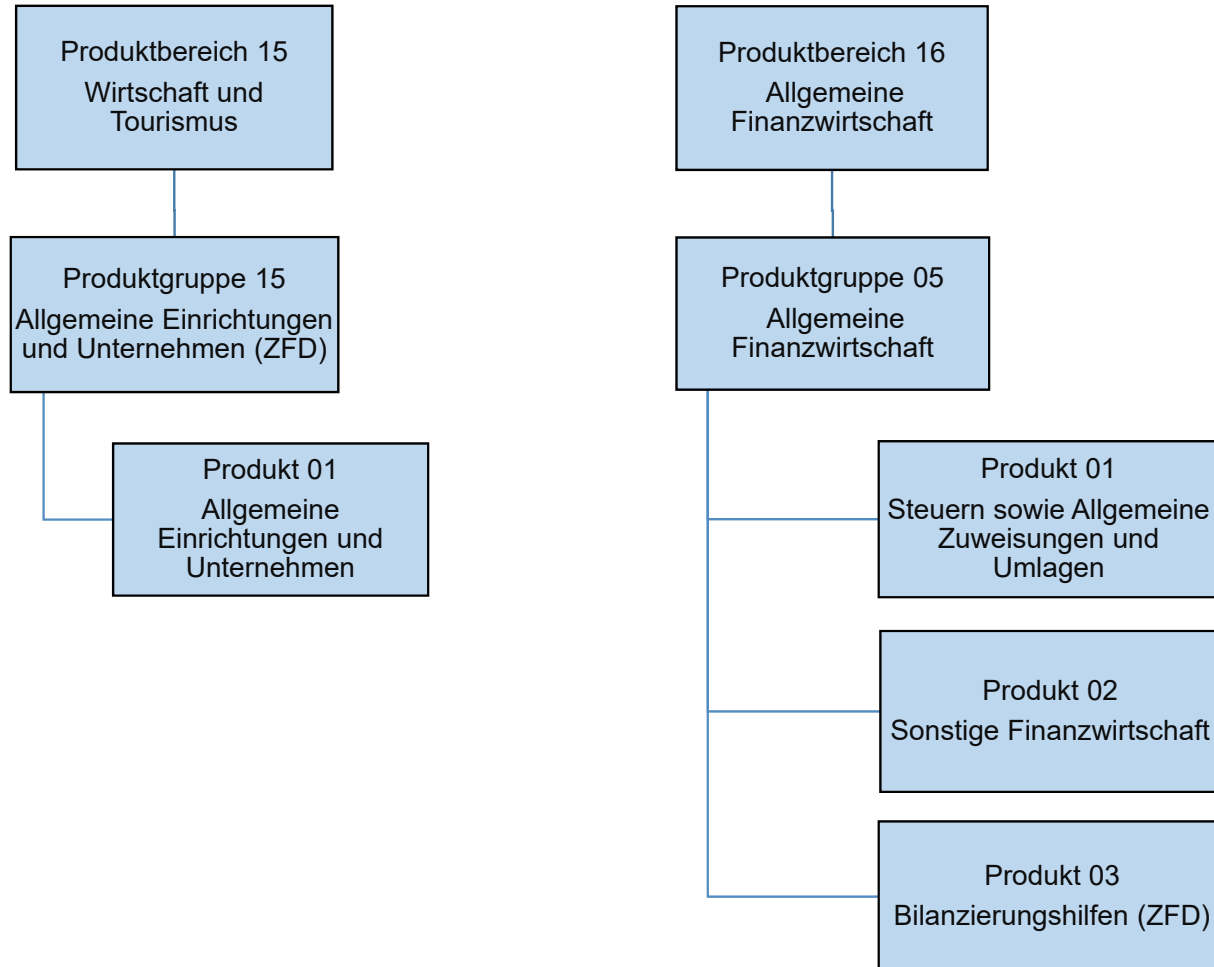 Produktbereich 15
Wirtschaft und
Tourismus
Produktgruppe 15
Allgemeine Einrichtungen
und Unternehmen (ZFD)
Produkt 01
Allgemeine
Einrichtungen und
Unternehmen
Produktbereich 16
Allgemeine
Finanzwirtschaft
Produktgruppe 05
Allgemeine
Finanzwirtschaft
Produkt 01
Steuern sowie Allgemeine
Zuweisungen und
Umlagen
Produkt 02
Sonstige Finanzwirtschaft
Produkt 03
Bilanzierungshilfen (ZFD)